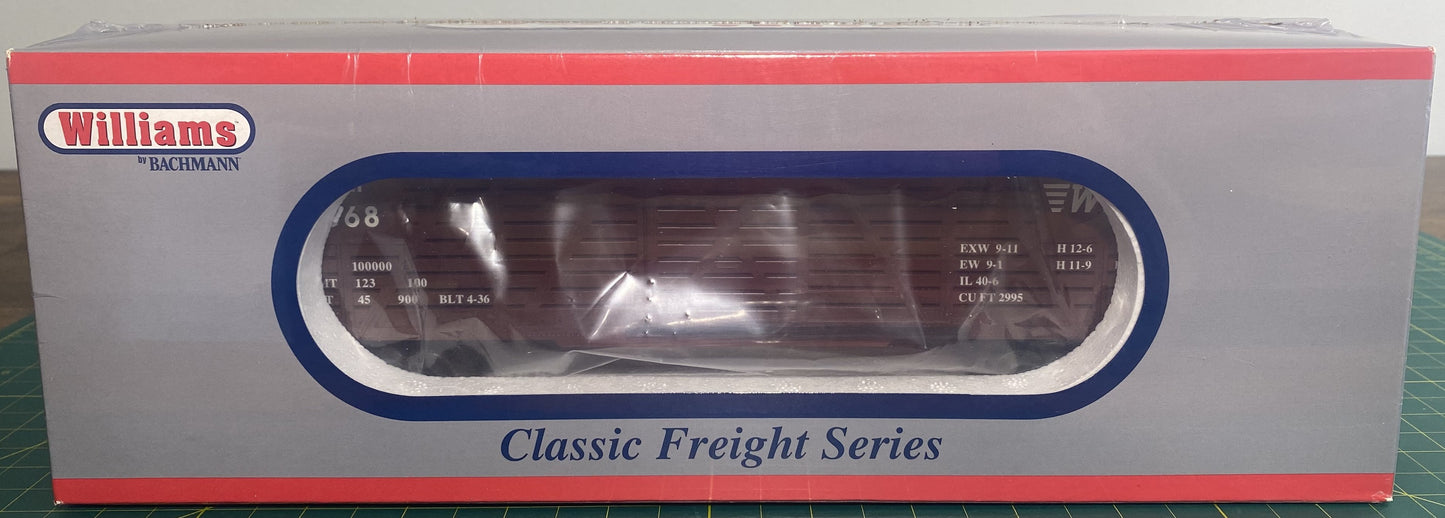 Williams
by BACHMANN
68
W
100000
123 100
45 900 BLT 4-36
EXW 9-11 H 12-6
EW 9-1 H 11-9
IL 40-6
CU FT 2995
Classic Freight Series